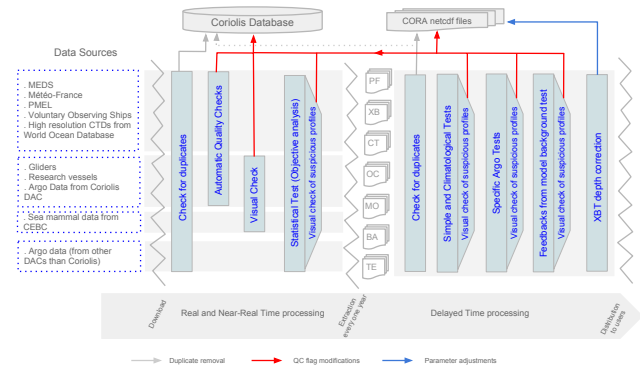 Coriolis Database
CORA netcdf files
Data Sources
. MEDS
. Météo-France
. PMEL
. Voluntary Observing Ships
. High resolution CTDs from
World Ocean Database
. Gliders
. Research vessels
. Argo Data from Coriolis
DAC
. Sea mammal data from
CEBC
. Argo data (from other
DACs than Coriolis)
Check for duplicates
Automatic Quality Checks
Visual Check
Statistical Test (Objective analysis)
Visual check of suspicious profiles
PF
XB
CT
OC
MO
BA
TE
Check for duplicates
Simple and Climatological Tests
Visual check of suspicious profiles
Specific Argo Tests
Visual check of suspicious profiles
Feedbacks from model background test
Visual check of suspicious profiles
XBT depth correction
Download
Real and Near-Real Time processing
Extraction
every one year
Delayed Time processing
Distribution
to users
Duplicate removal
QC flag modifications
Parameter adjustments